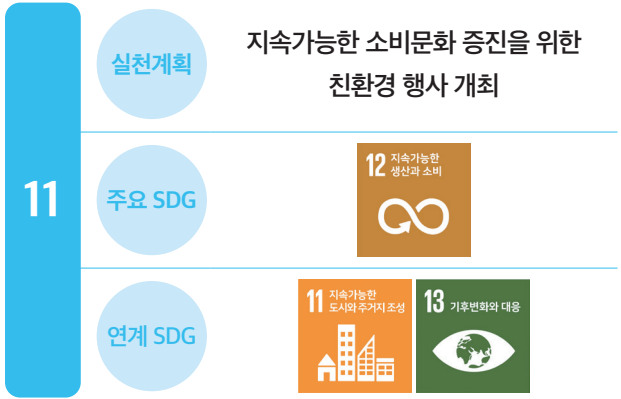 11
실천계획
지속가능한 소비문화 증진을 위한
친환경 행사 개최
주요 SDG
12 지속가능한
생산과 소비
연계 SDG
11 지속가능한
도시와 주거지 조성
13 기후변화와 대응